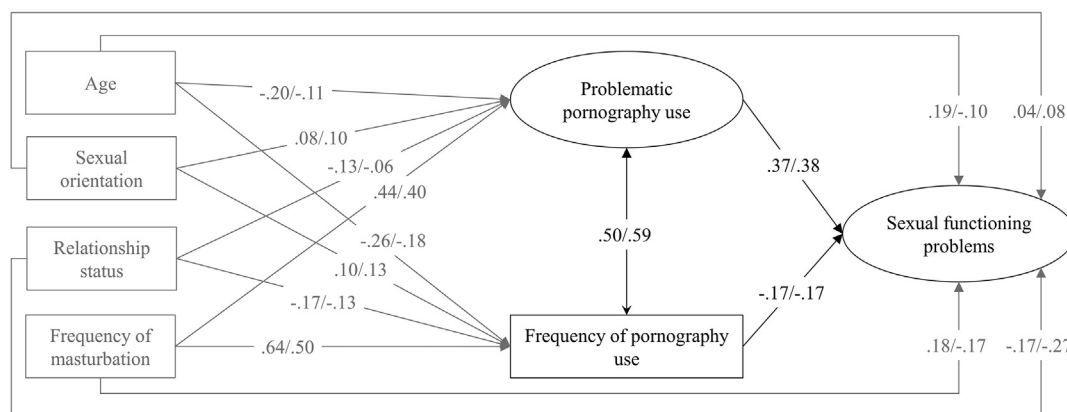 Age
Sexual
orientation
Relationship
status
Frequency of
masturbation
-.20/-.11
.08/.10
-.13/-.06
.44/.40
-.26/-.18
.10/.13
-.17/-.13
.64/.50
Problematic
pornography use
.50/.59
Frequency of pornography
use
.37/.38
-.17/-.17
.19/-.10
.04/.08
Sexual functioning
problems
.18/-.17
-.17/-.27